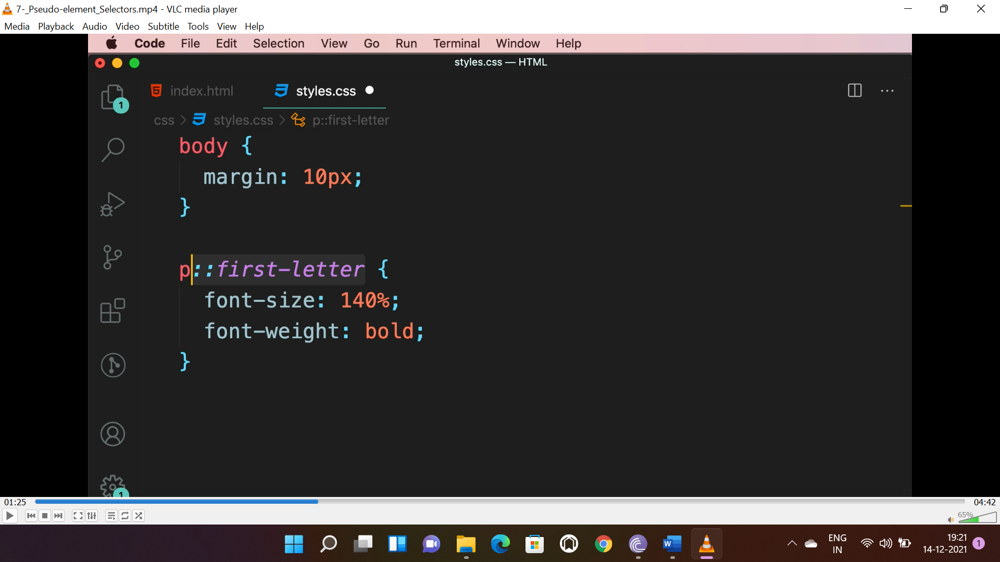 7-_Pseudo-element_Selectors.mp4 - VLC media player
Media Playback Audio Video Subtitle Tools View Help
Code File Edit Selection View Go Run Terminal Window Help
styles.css — HTML
1
index.html styles.css
css > styles.css > p::first-letter
body {
margin: 10px;
}
p::first-letter {
font-size: 140%;
font-weight: bold;
}
1
01:25 04:42
65%
ENG
IN
19:21
14-12-2021
1